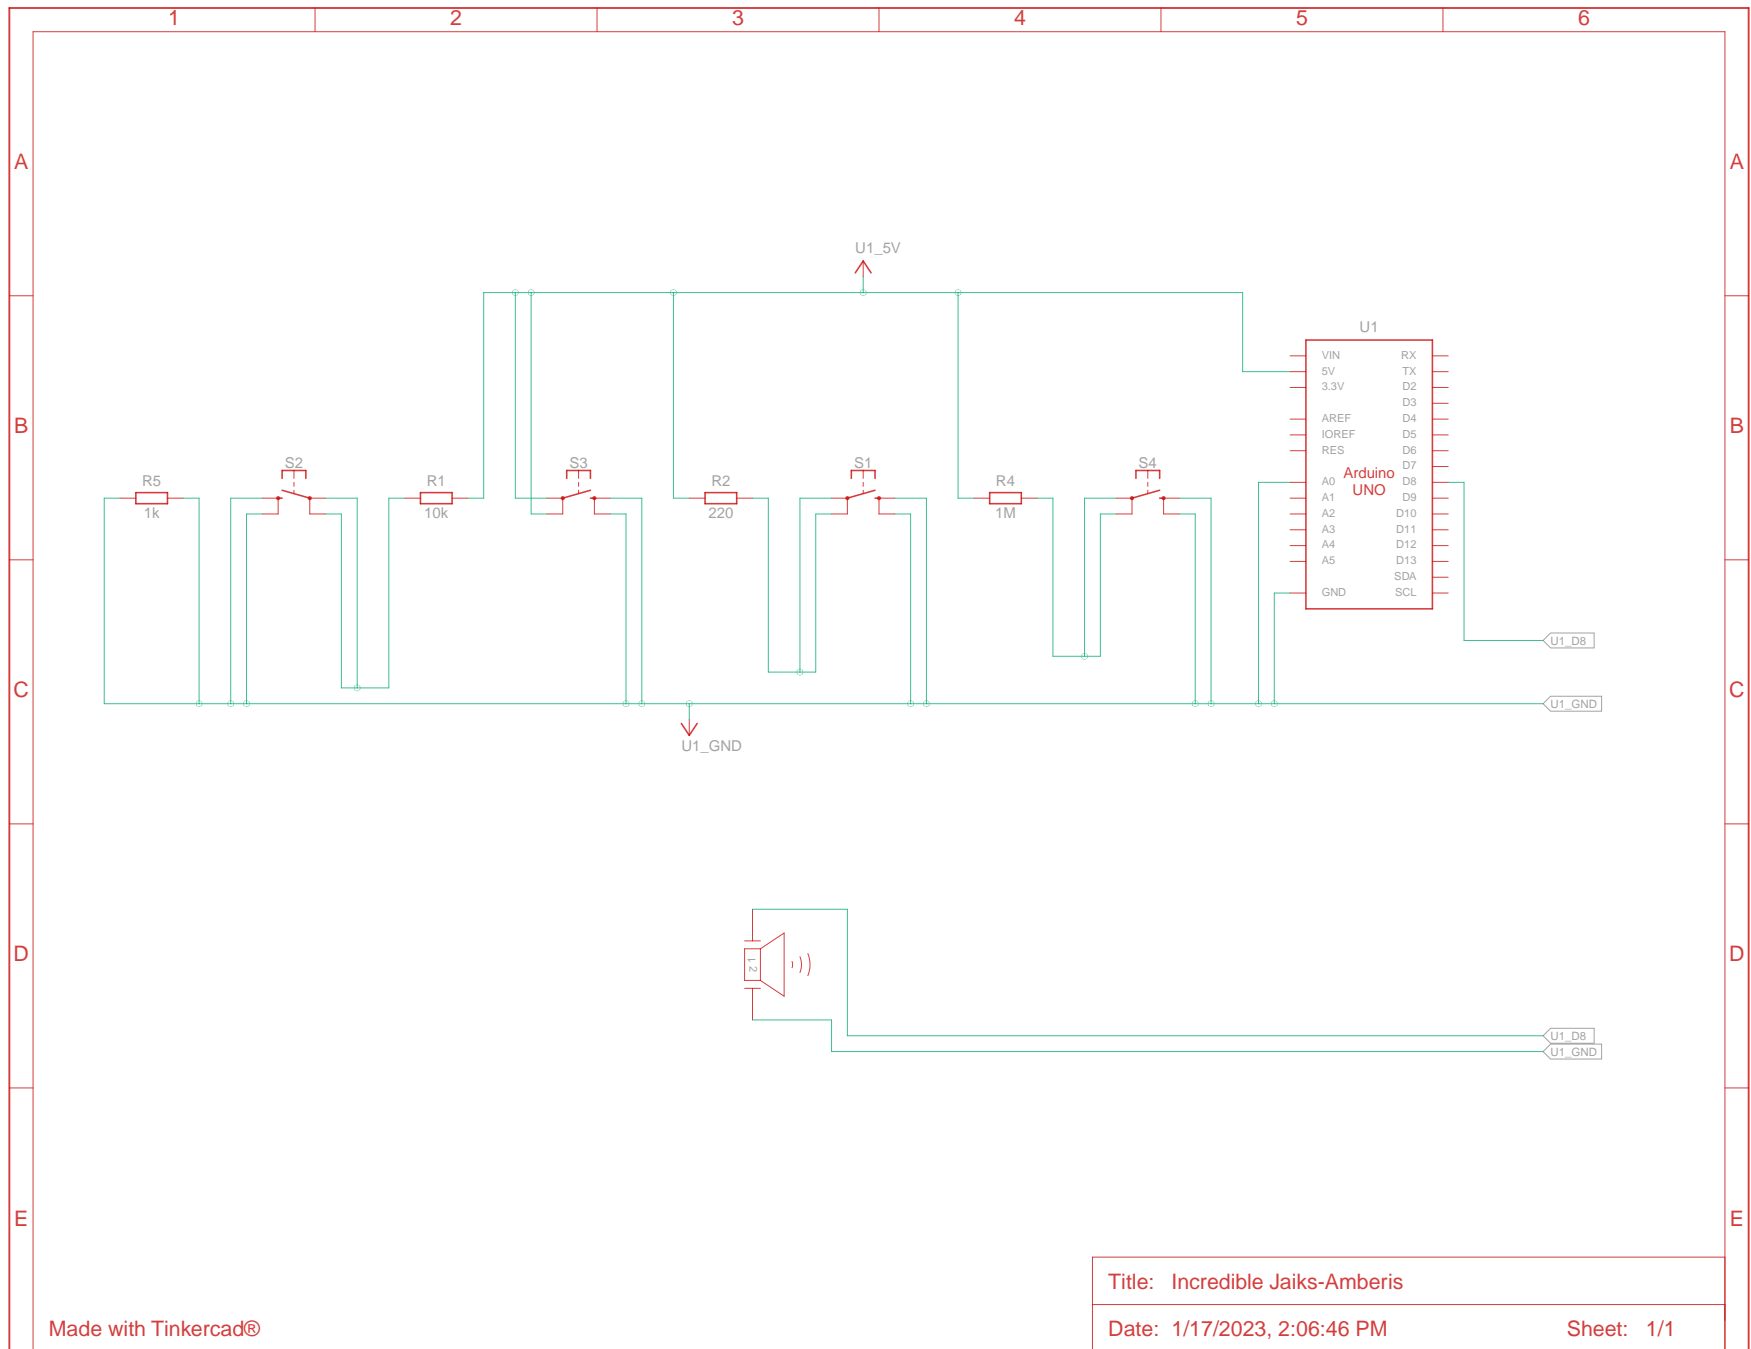 1 2 3 4 5 6
A A
U1_5V
U1
VIN RX
5V TX
3.3V D2
D3
AREF D4
B B
IOREF D5
RES D6
D7
S2 S3 S1 S4
Arduino
R5 R1 R2 R4
A0 D8
UNO
A1 D9
1k 10k 220 1M
A2 D10
A3 D11
A4 D12
A5 D13
SDA
GND SCL
U1_D8
C C
U1_GND
U1_GND
D D
1 2
U1_D8
U1_GND
E E
Title: Incredible Jaiks-Amberis
Made with Tinkercad®
Date: 1/17/2023, 2:06:46 PM Sheet: 1/1